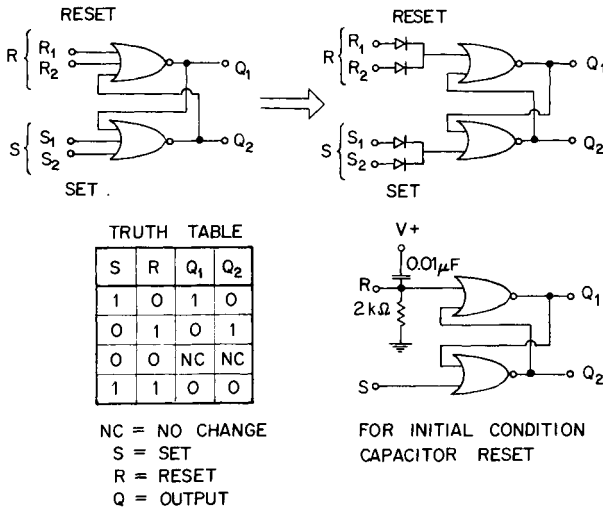 RESET
R { R1
R2
Q1
S { S1
S2
Q2
SET .
RESET
R { R1
R2
Q1
S { S1
S2
Q2
SET
TRUTH TABLE
S R Q1 Q2
1 0 1 0
0 1 0 1
0 0 NC NC
1 1 0 0
NC = NO CHANGE
S = SET
R = RESET
Q = OUTPUT
V+
0.01µF
R
2kΩ
Q1
Q2
S
FOR INITIAL CONDITION
CAPACITOR RESET